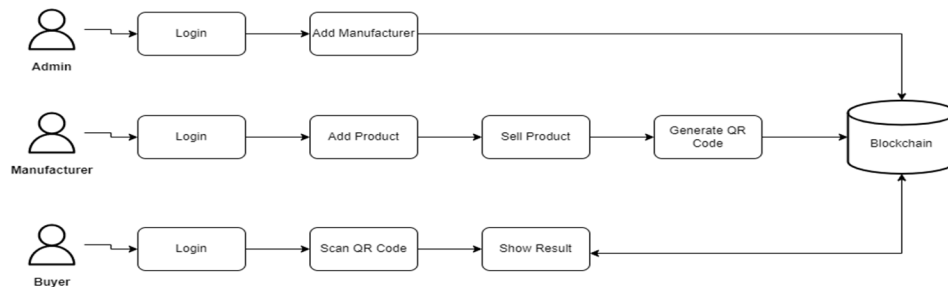 Login
Add Manufacturer
Admin
Login
Add Product
Sell Product
Generate QR
Code
Blockchain
Manufacturer
Login
Scan QR Code
Show Result
Buyer